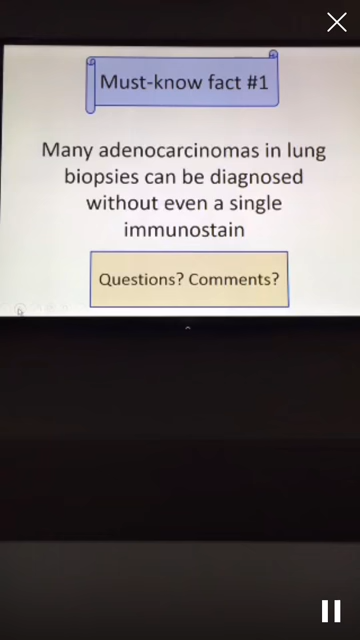 Must-know fact #1
Many adenocarcinomas in lung
biopsies can be diagnosed
without even a single
immunostain
Questions? Comments?